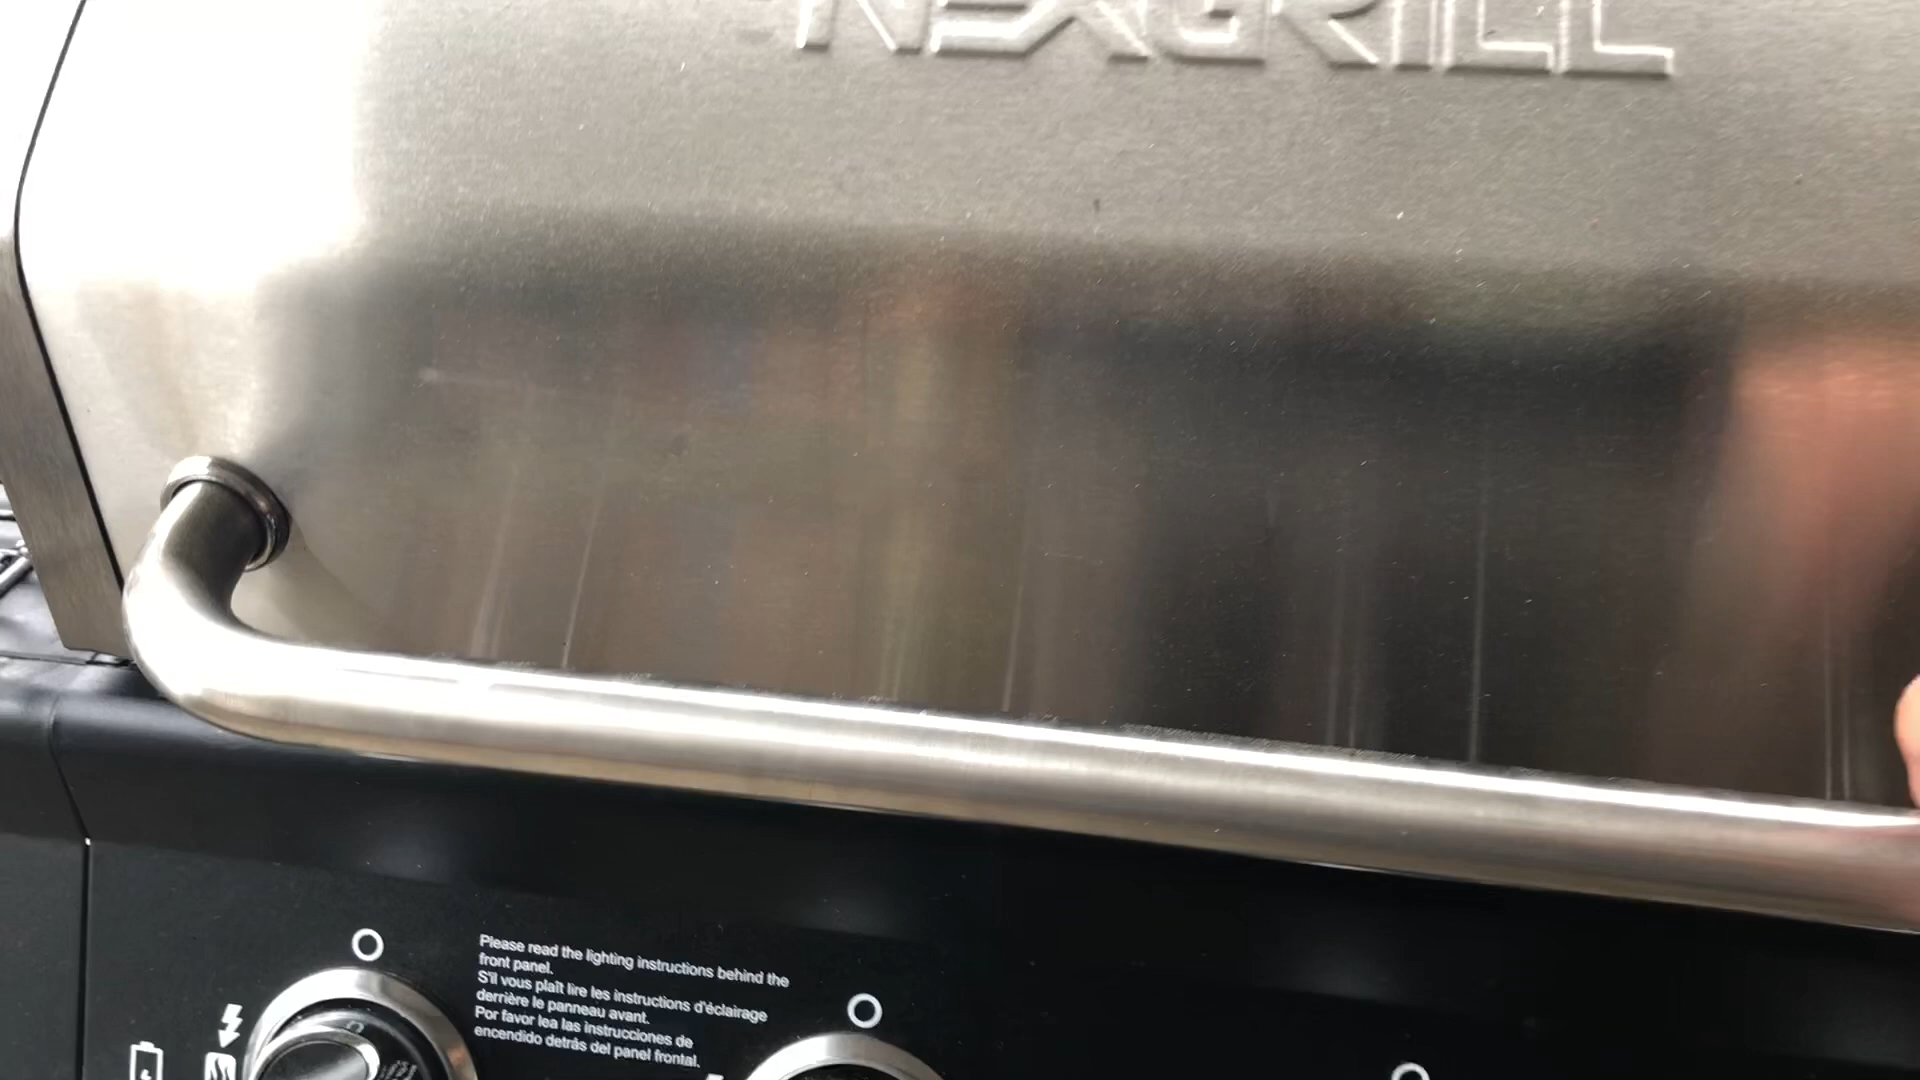 NEXGRILL
Please read the lighting instructions behind the
front panel.
S'il vous plaît lire les instructions d'éclairage
derrière le panneau avant.
Por favor lea las instrucciones de
encendido detrás del panel frontal.